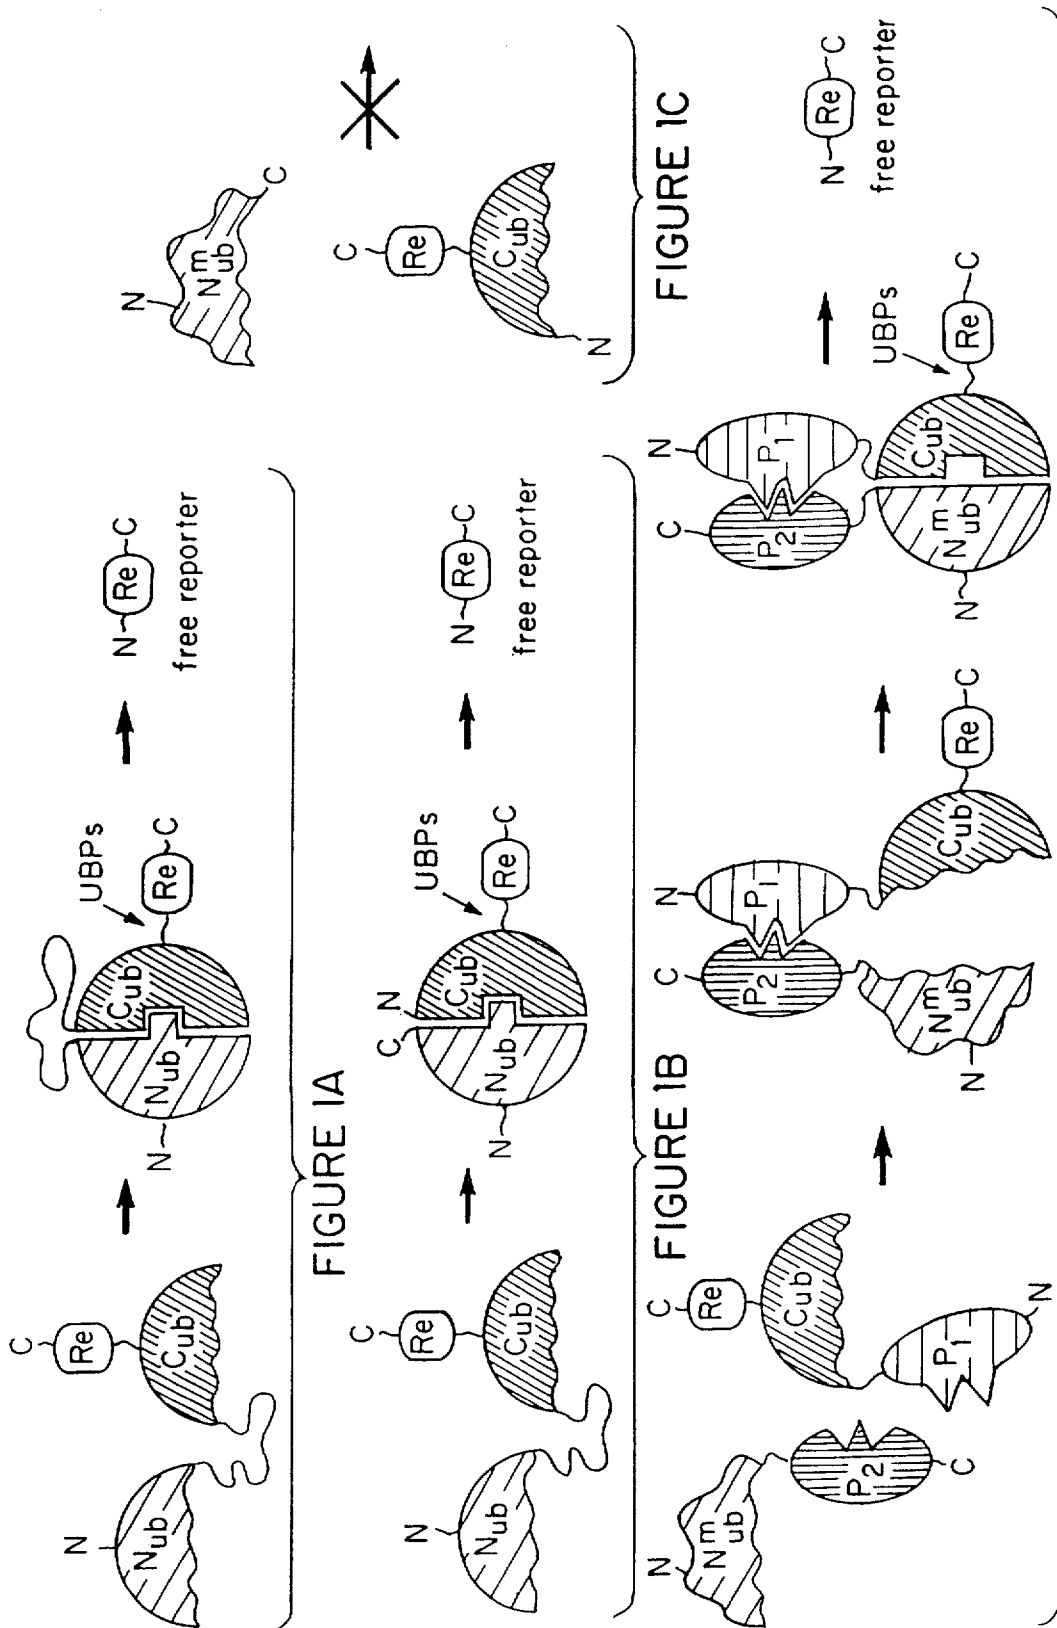 N
Nub
C
Re
Cub
N
Nub
Cub
UBPs
Re
C
N
Re
C
free reporter
FIGURE 1A
N
Nub
C
Re
Cub
N
Nub
C
N
Cub
UBPs
Re
C
N
Re
C
free reporter
FIGURE 1B
N
Nmub
C
C
Re
Cub
N
FIGURE 1C
N
Nmub
P2
C
C
Re
Cub
P1
N
C
P2
N
P1
N
Nmub
Cub
Re
C
C
P2
N
P1
N
Nmub
Cub
UBPs
Re
C
N
Re
C
free reporter